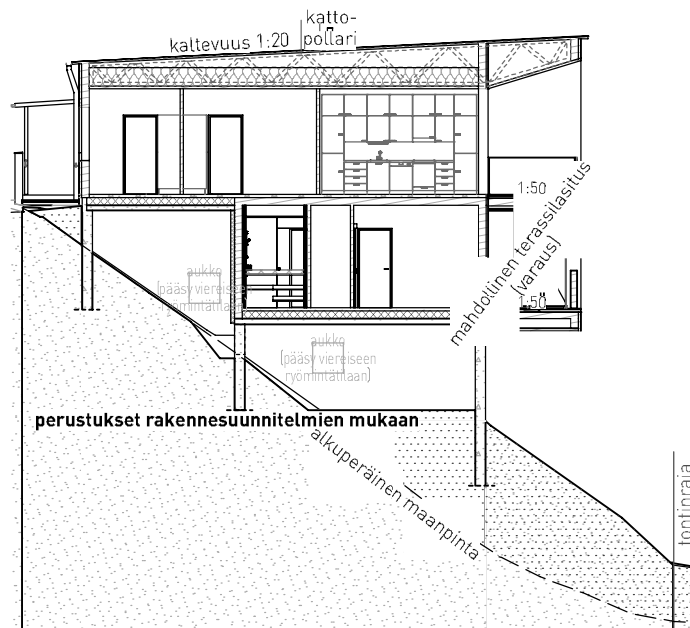 katto-
pollari
kaltevuus 1:20
1:50
mahdollinen terassilasitus
(varaus)
1:50
aukko
(pääsy viereiseen
ryömintätilaan)
aukko
(pääsy viereiseen
ryömintätilaan)
perustukset rakennesuunnitelmien mukaan
alkuperäinen maanpinta
tontinraja